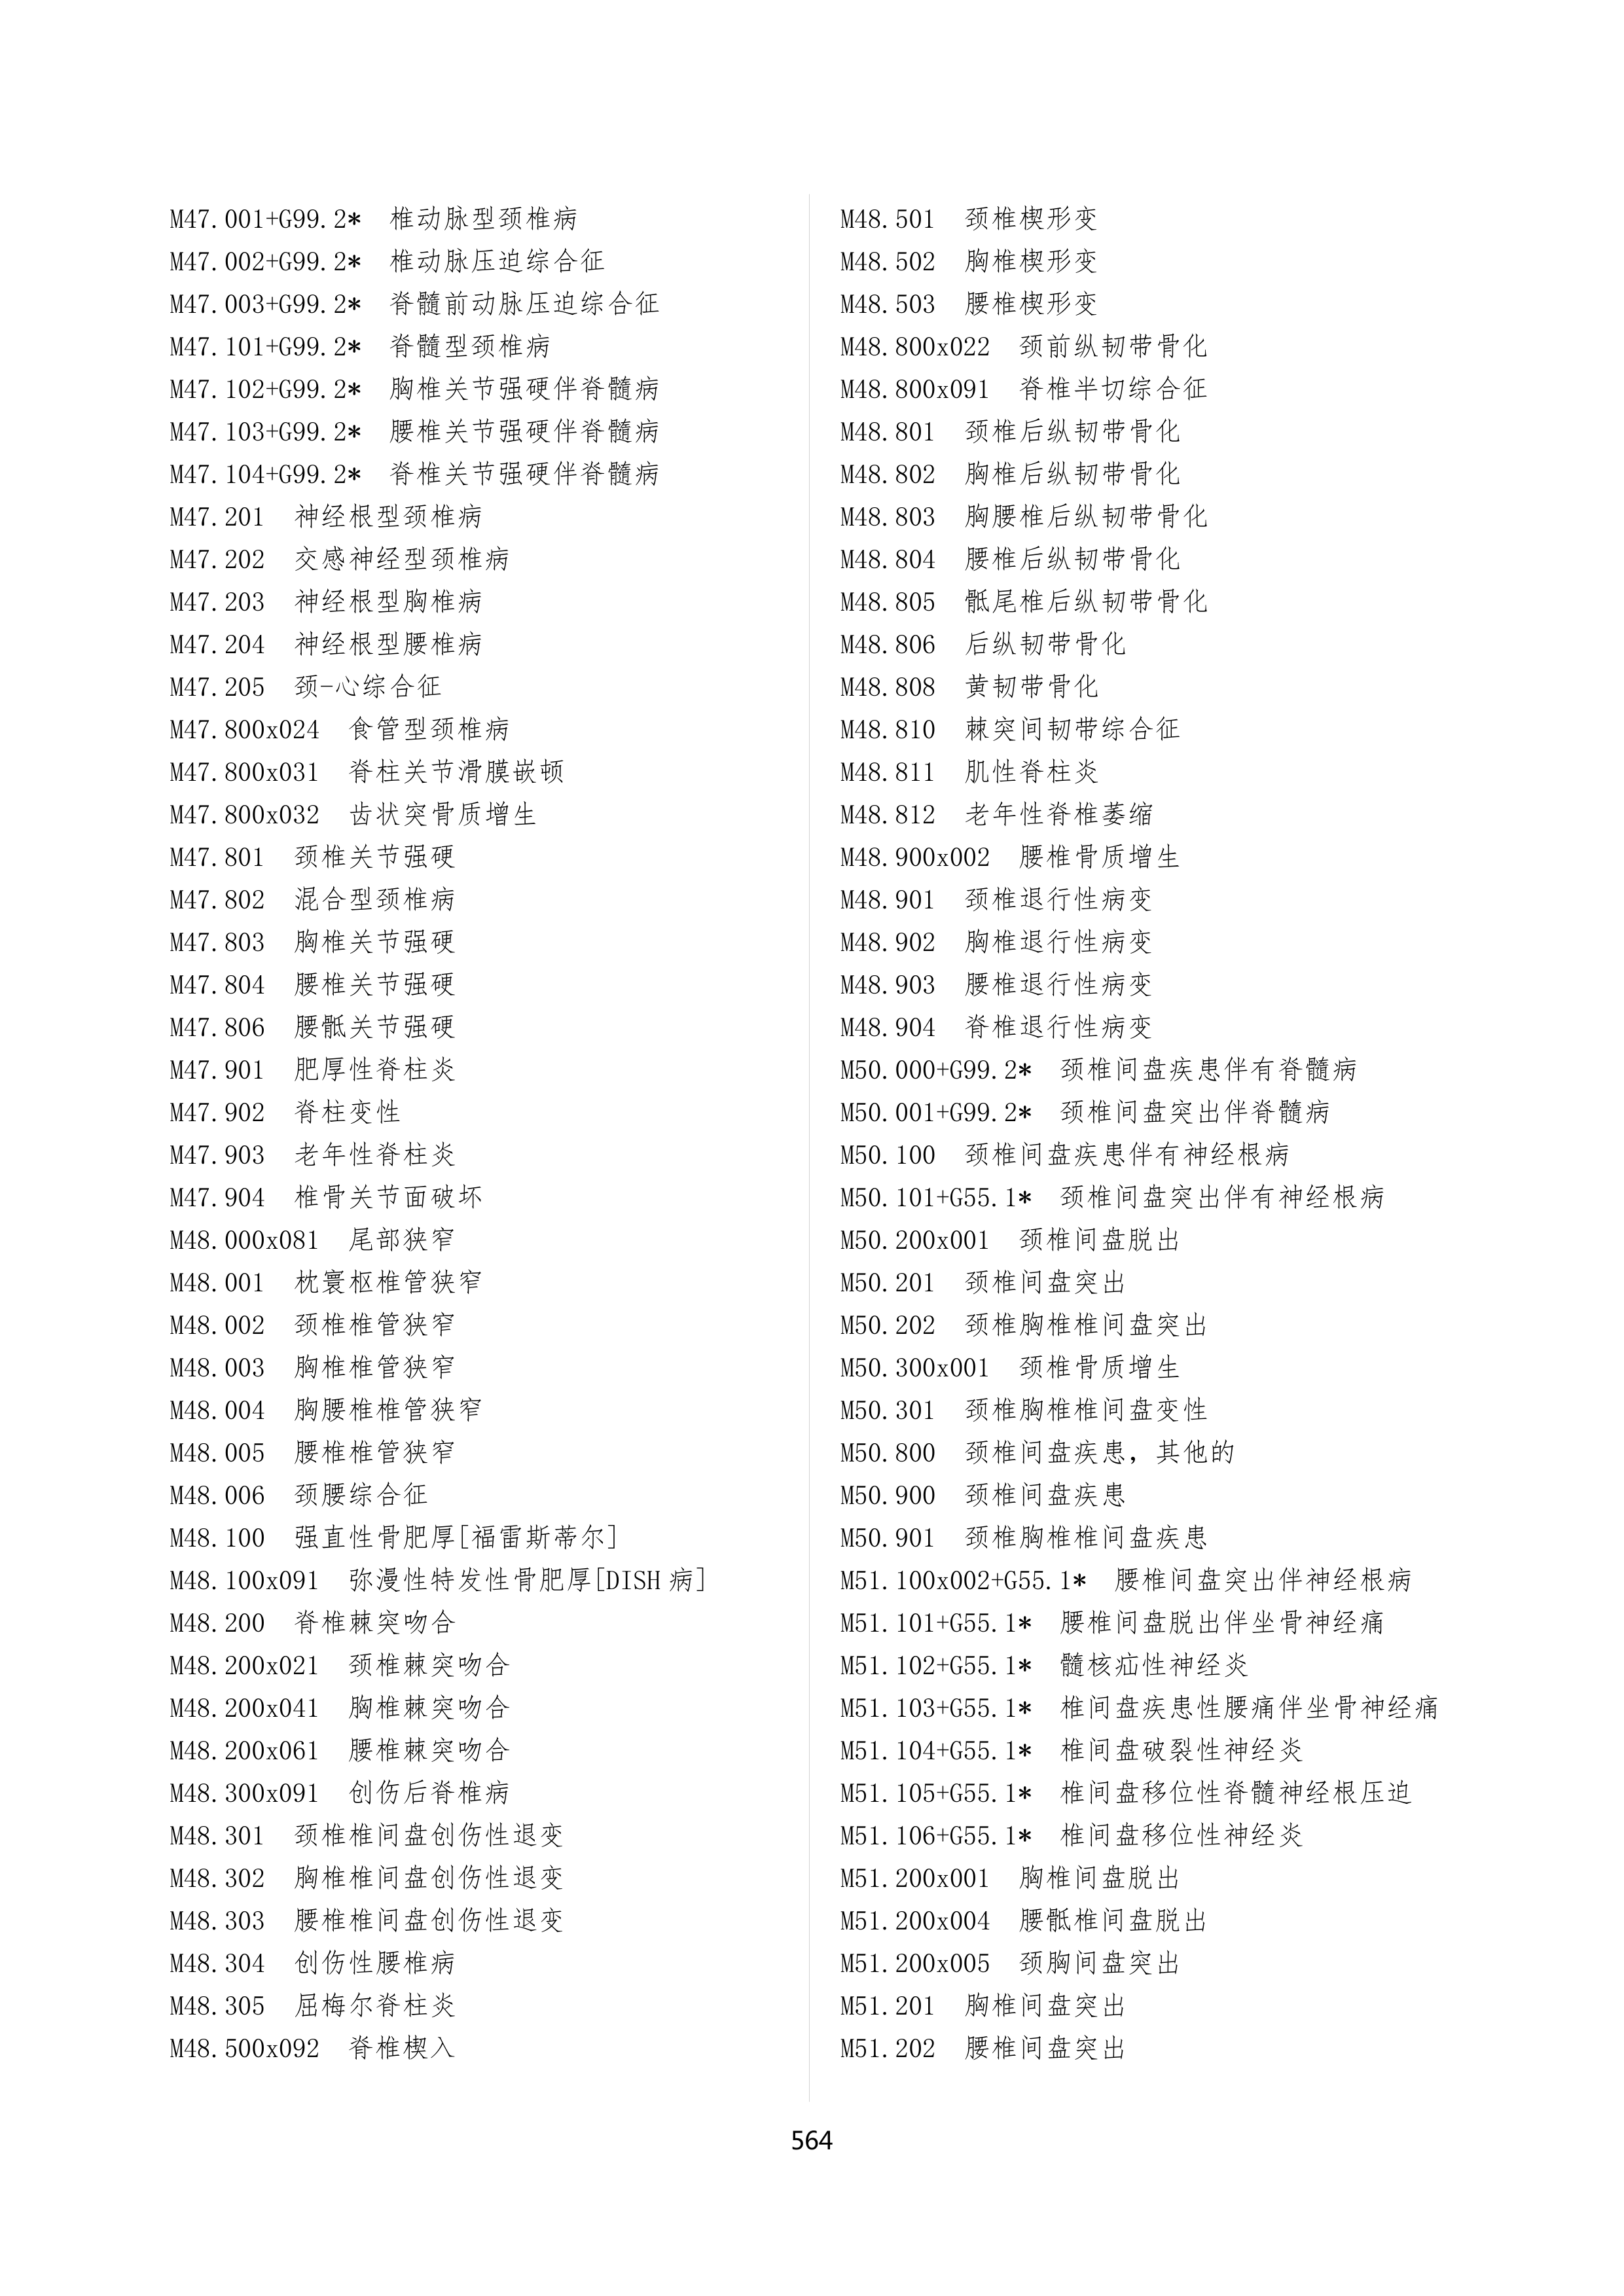 M47.001+G99.2* 椎动脉型颈椎病
M47.002+G99.2* 椎动脉压迫综合征
M47.003+G99.2* 脊髓前动脉压迫综合征
M47.101+G99.2* 脊髓型颈椎病
M47.102+G99.2* 胸椎关节强硬伴脊髓病
M47.103+G99.2* 腰椎关节强硬伴脊髓病
M47.104+G99.2* 脊椎关节强硬伴脊髓病
M47.201 神经根型颈椎病
M47.202 交感神经型颈椎病
M47.203 神经根型胸椎病
M47.204 神经根型腰椎病
M47.205 颈-心综合征
M47.800x024 食管型颈椎病
M47.800x031 脊柱关节滑膜嵌顿
M47.800x032 齿状突骨质增生
M47.801 颈椎关节强硬
M47.802 混合型颈椎病
M47.803 胸椎关节强硬
M47.804 腰椎关节强硬
M47.806 腰骶关节强硬
M47.901 肥厚性脊柱炎
M47.902 脊柱变性
M47.903 老年性脊柱炎
M47.904 椎骨关节面破坏
M48.000x081 尾部狭窄
M48.001 枕寰枢椎管狭窄
M48.002 颈椎椎管狭窄
M48.003 胸椎椎管狭窄
M48.004 胸腰椎椎管狭窄
M48.005 腰椎椎管狭窄
M48.006 颈腰综合征
M48.100 强直性骨肥厚[福雷斯蒂尔]
M48.100x091 弥漫性特发性骨肥厚[DISH 病]
M48.200 脊椎棘突吻合
M48.200x021 颈椎棘突吻合
M48.200x041 胸椎棘突吻合
M48.200x061 腰椎棘突吻合
M48.300x091 创伤后脊椎病
M48.301 颈椎椎间盘创伤性退变
M48.302 胸椎椎间盘创伤性退变
M48.303 腰椎椎间盘创伤性退变
M48.304 创伤性腰椎病
M48.305 屈梅尔脊柱炎
M48.500x092 脊椎楔入
M48.501 颈椎楔形变
M48.502 胸椎楔形变
M48.503 腰椎楔形变
M48.800x022 颈前纵韧带骨化
M48.800x091 脊椎半切综合征
M48.801 颈椎后纵韧带骨化
M48.802 胸椎后纵韧带骨化
M48.803 胸腰椎后纵韧带骨化
M48.804 腰椎后纵韧带骨化
M48.805 骶尾椎后纵韧带骨化
M48.806 后纵韧带骨化
M48.808 黄韧带骨化
M48.810 棘突间韧带综合征
M48.811 肌性脊柱炎
M48.812 老年性脊椎萎缩
M48.900x002 腰椎骨质增生
M48.901 颈椎退行性病变
M48.902 胸椎退行性病变
M48.903 腰椎退行性病变
M48.904 脊椎退行性病变
M50.000+G99.2* 颈椎间盘疾患伴有脊髓病
M50.001+G99.2* 颈椎间盘突出伴脊髓病
M50.100 颈椎间盘疾患伴有神经根病
M50.101+G55.1* 颈椎间盘突出伴有神经根病
M50.200x001 颈椎间盘脱出
M50.201 颈椎间盘突出
M50.202 颈椎胸椎椎间盘突出
M50.300x001 颈椎骨质增生
M50.301 颈椎胸椎椎间盘变性
M50.800 颈椎间盘疾患，其他的
M50.900 颈椎间盘疾患
M50.901 颈椎胸椎椎间盘疾患
M51.100x002+G55.1* 腰椎间盘突出伴神经根病
M51.101+G55.1* 腰椎间盘脱出伴坐骨神经痛
M51.102+G55.1* 髓核疝性神经炎
M51.103+G55.1* 椎间盘疾患性腰痛伴坐骨神经痛
M51.104+G55.1* 椎间盘破裂性神经炎
M51.105+G55.1* 椎间盘移位性脊髓神经根压迫
M51.106+G55.1* 椎间盘移位性神经炎
M51.200x001 胸椎间盘脱出
M51.200x004 腰骶椎间盘脱出
M51.200x005 颈胸间盘突出
M51.201 胸椎间盘突出
M51.202 腰椎间盘突出
564